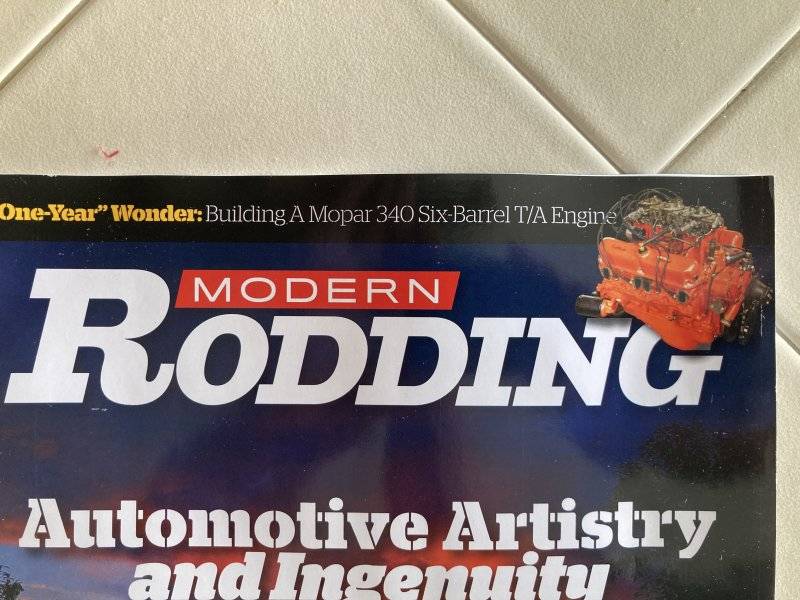 One-Year” Wonder: Building A Mopar 340 Six-Barrel T/A Engine
MODERN
RODDING
Automotive Artistry
and Ingenuity